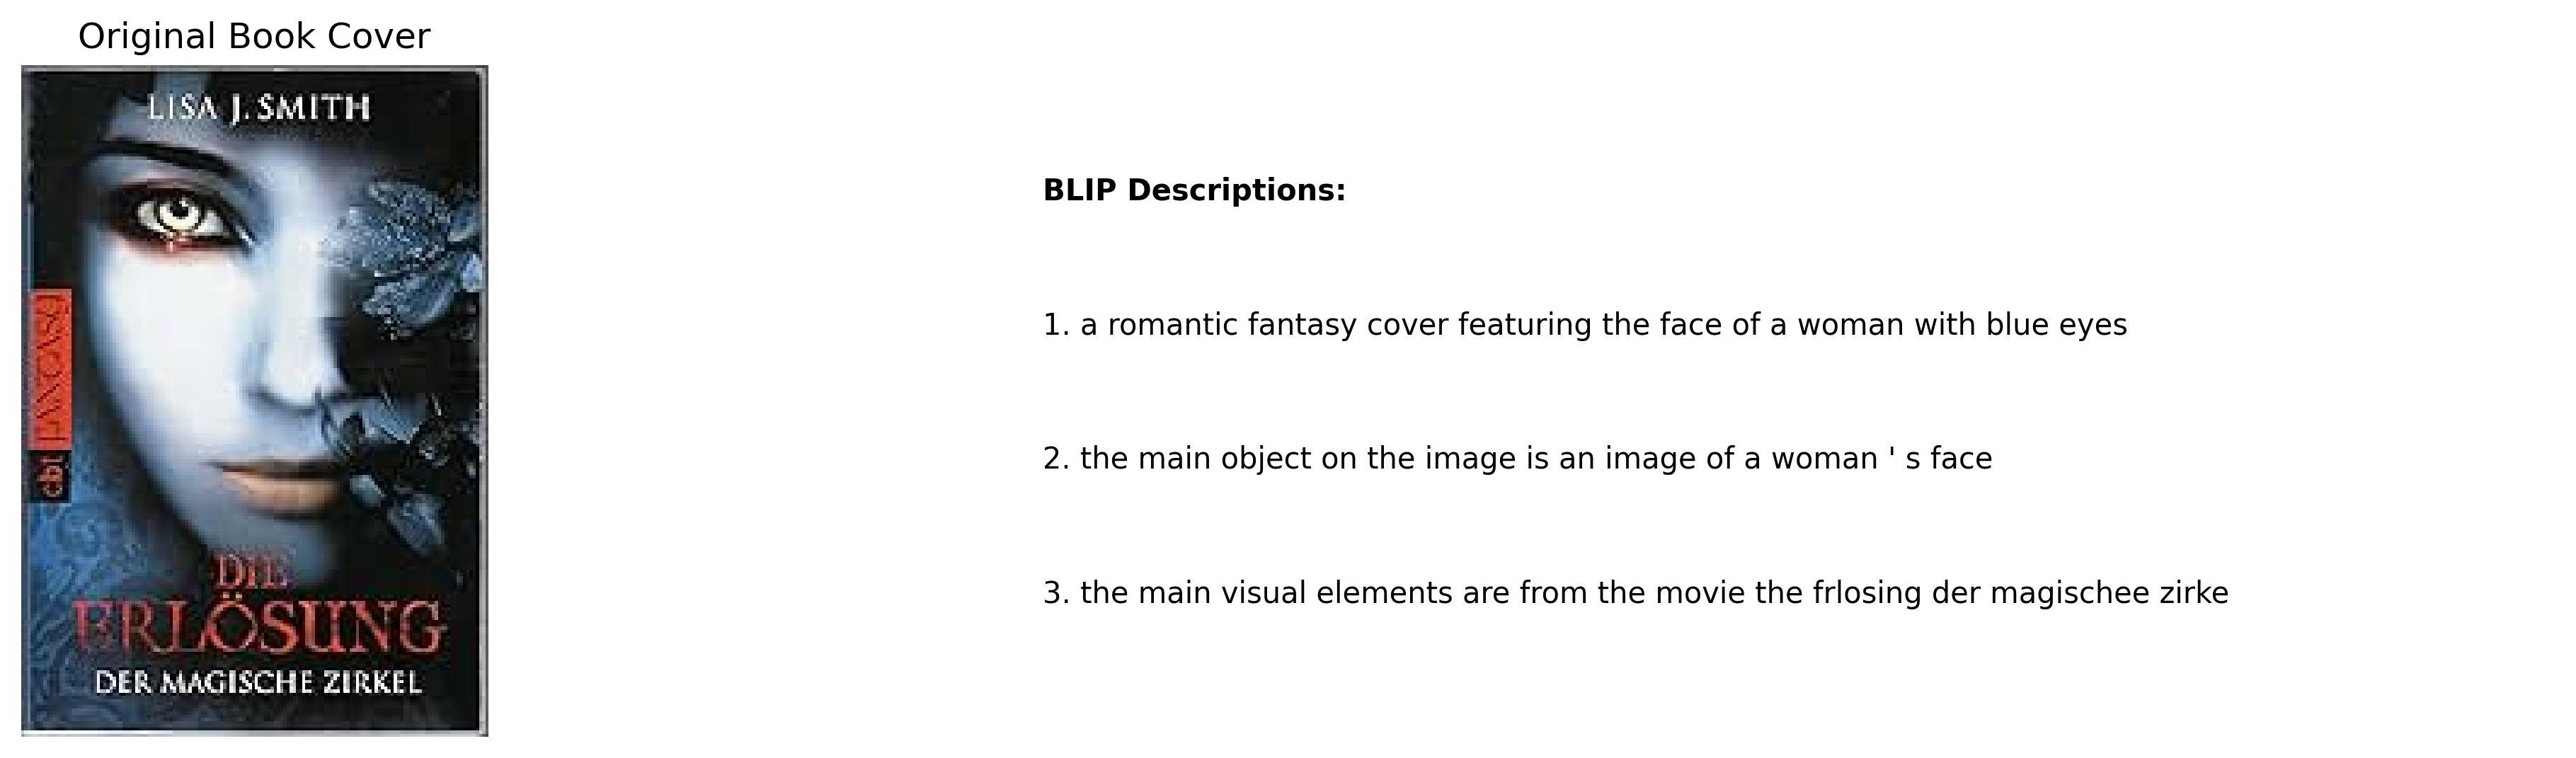 Original Book Cover
LISA J. SMITH
cbt
DIE
ERLÖSUNG
DER MAGISCHE ZIRKEL
BLIP Descriptions:
1. a romantic fantasy cover featuring the face of a woman with blue eyes
2. the main object on the image is an image of a woman ' s face
3. the main visual elements are from the movie the frlosing der magischee zirke